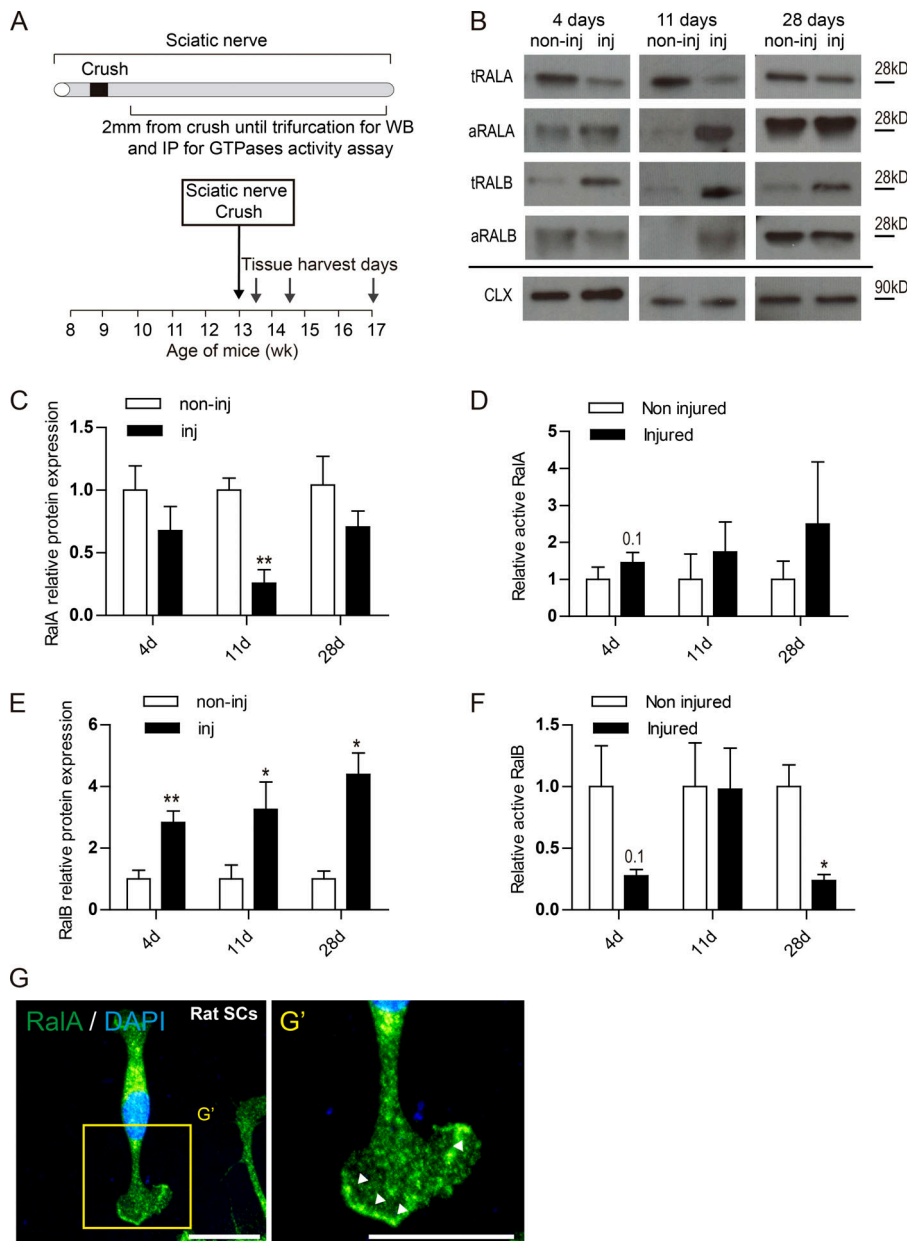 A
Sciatic nerve
Crush
2mm from crush until trifurcation for WB
and IP for GTPases activity assay
Sciatic nerve
Crush
Tissue harvest days
8 9 10 11 12 13 14 15 16 17
Age of mice (wk)
B
4 days 11 days 28 days
non-inj inj non-inj inj non-inj inj
tRALA 28kD
aRALA 28kD
tRALB 28kD
aRALB 28kD
CLX 90kD
C
non-inj
inj
RalA relative protein expression
1.5
1.0
0.5
0.0
**
4d 11d 28d
D
Non injured
Injured
Relative active RalA
5
4
3
2
1
0
0.1
4d 11d 28d
E
non-inj
inj
RalB relative protein expression
6
4
2
0
** * *
4d 11d 28d
F
Non injured
Injured
Relative active RalB
1.5
1.0
0.5
0.0
0.1 *
4d 11d 28d
G
RalA / DAPI Rat SCs
G'
G'